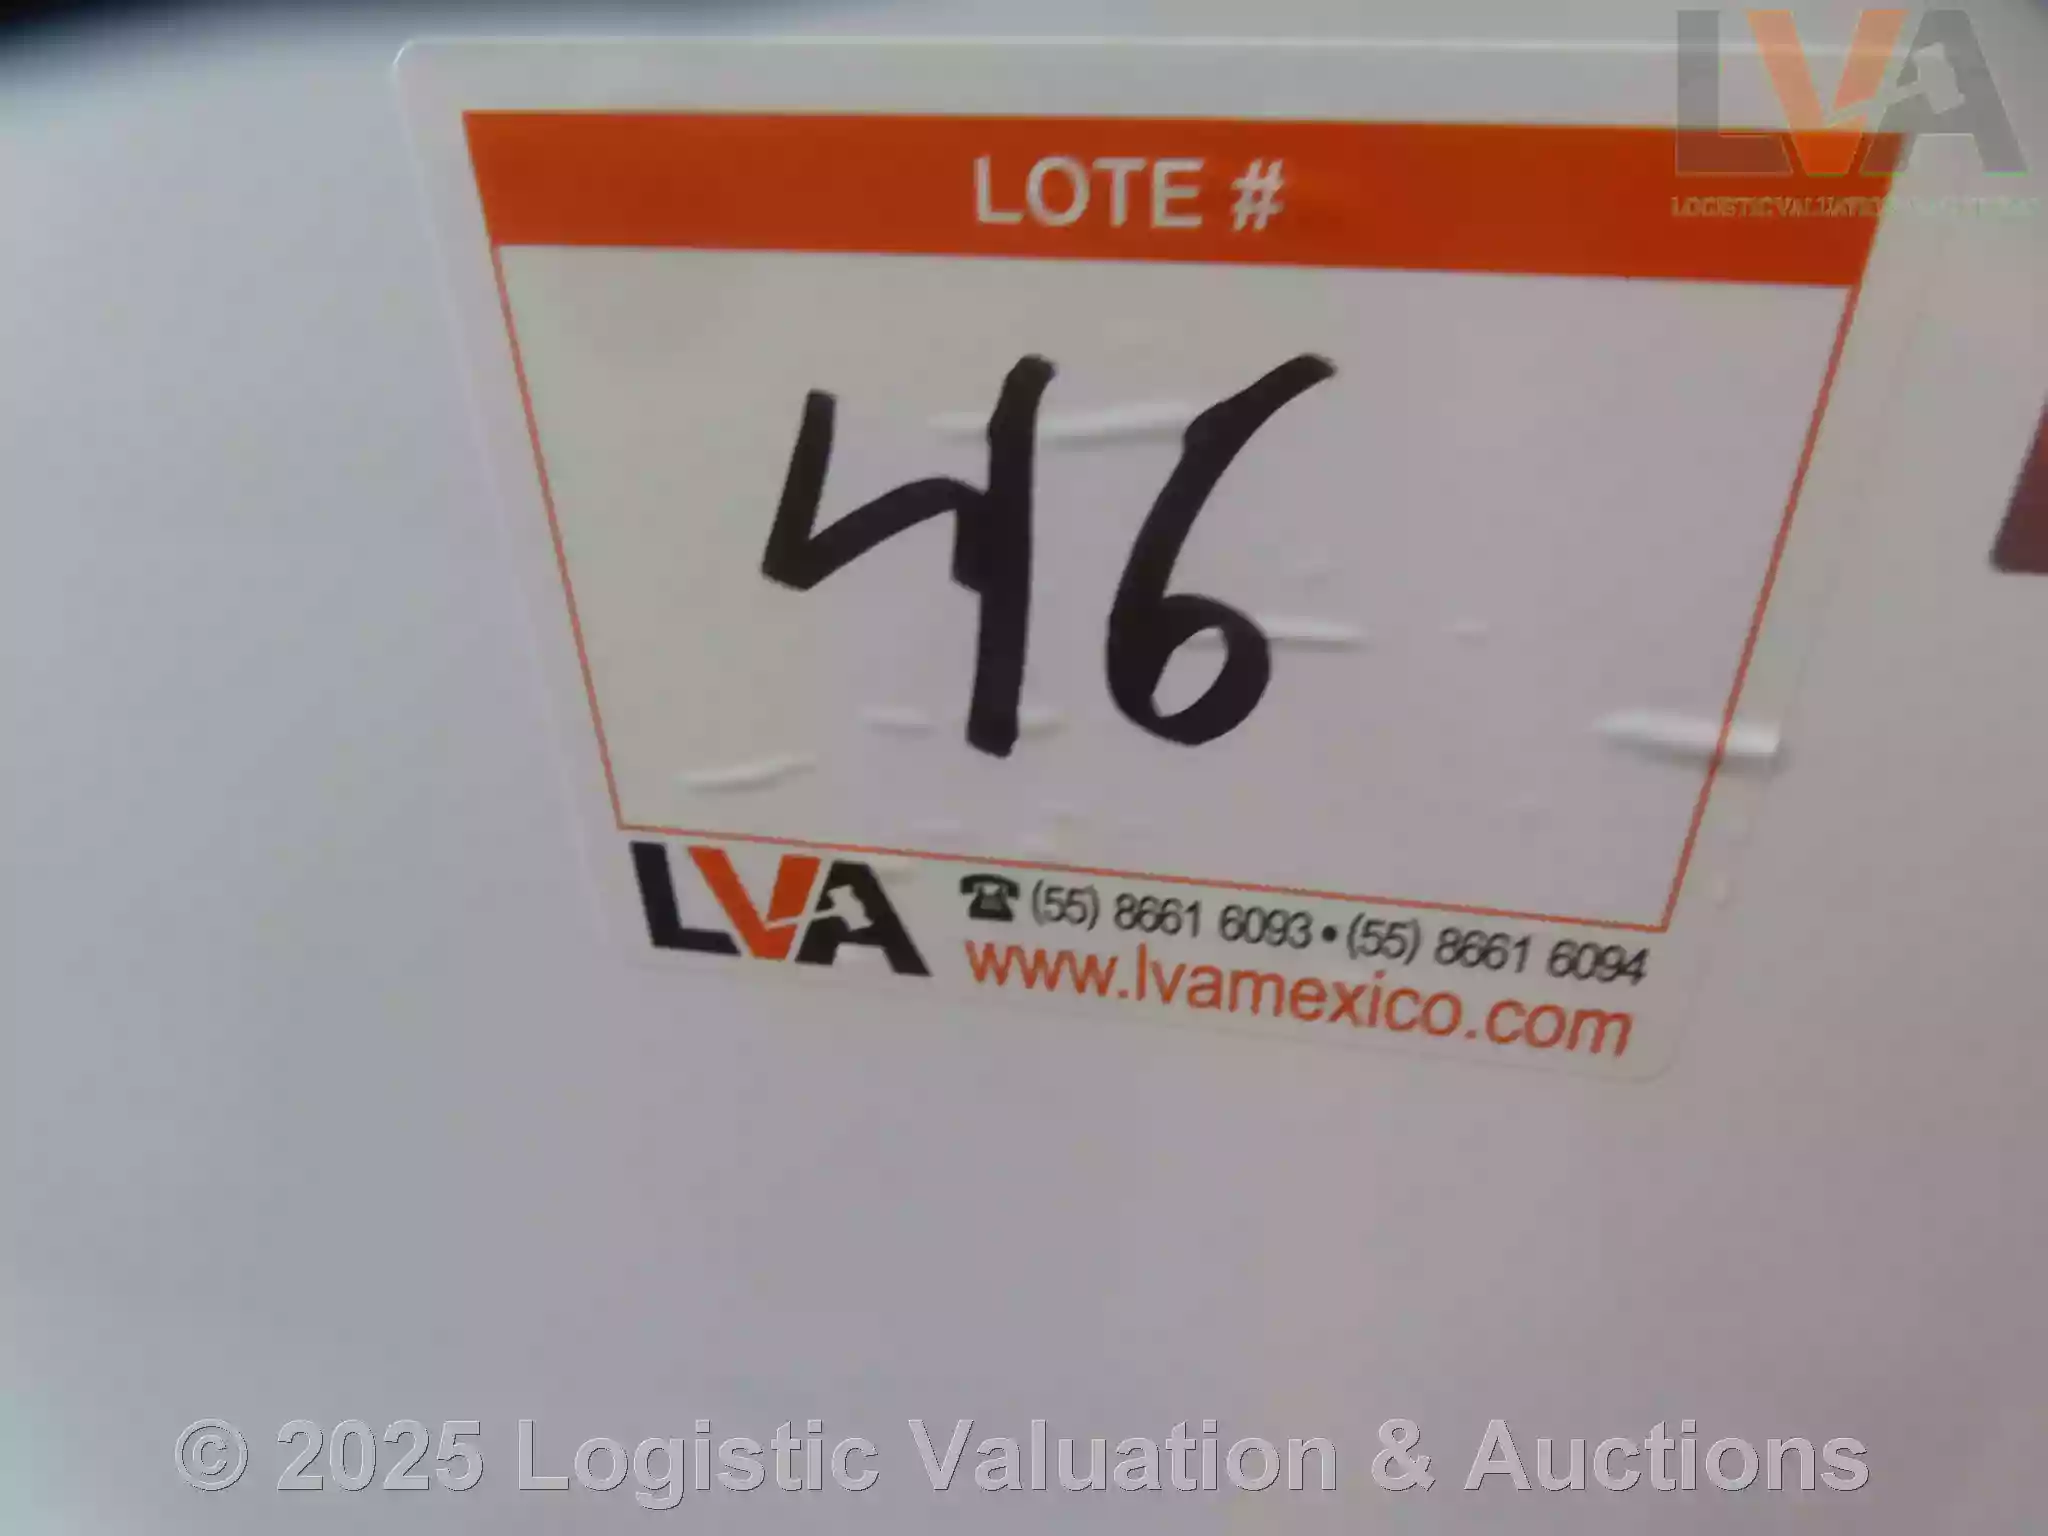 LVA
LOGISTIC VALUATION
LOTE #
46
LVA
(55) 8661 6093 • (55) 8661 6094
www.lvamexico.com
© 2025 Logistic Valuation & Auctions